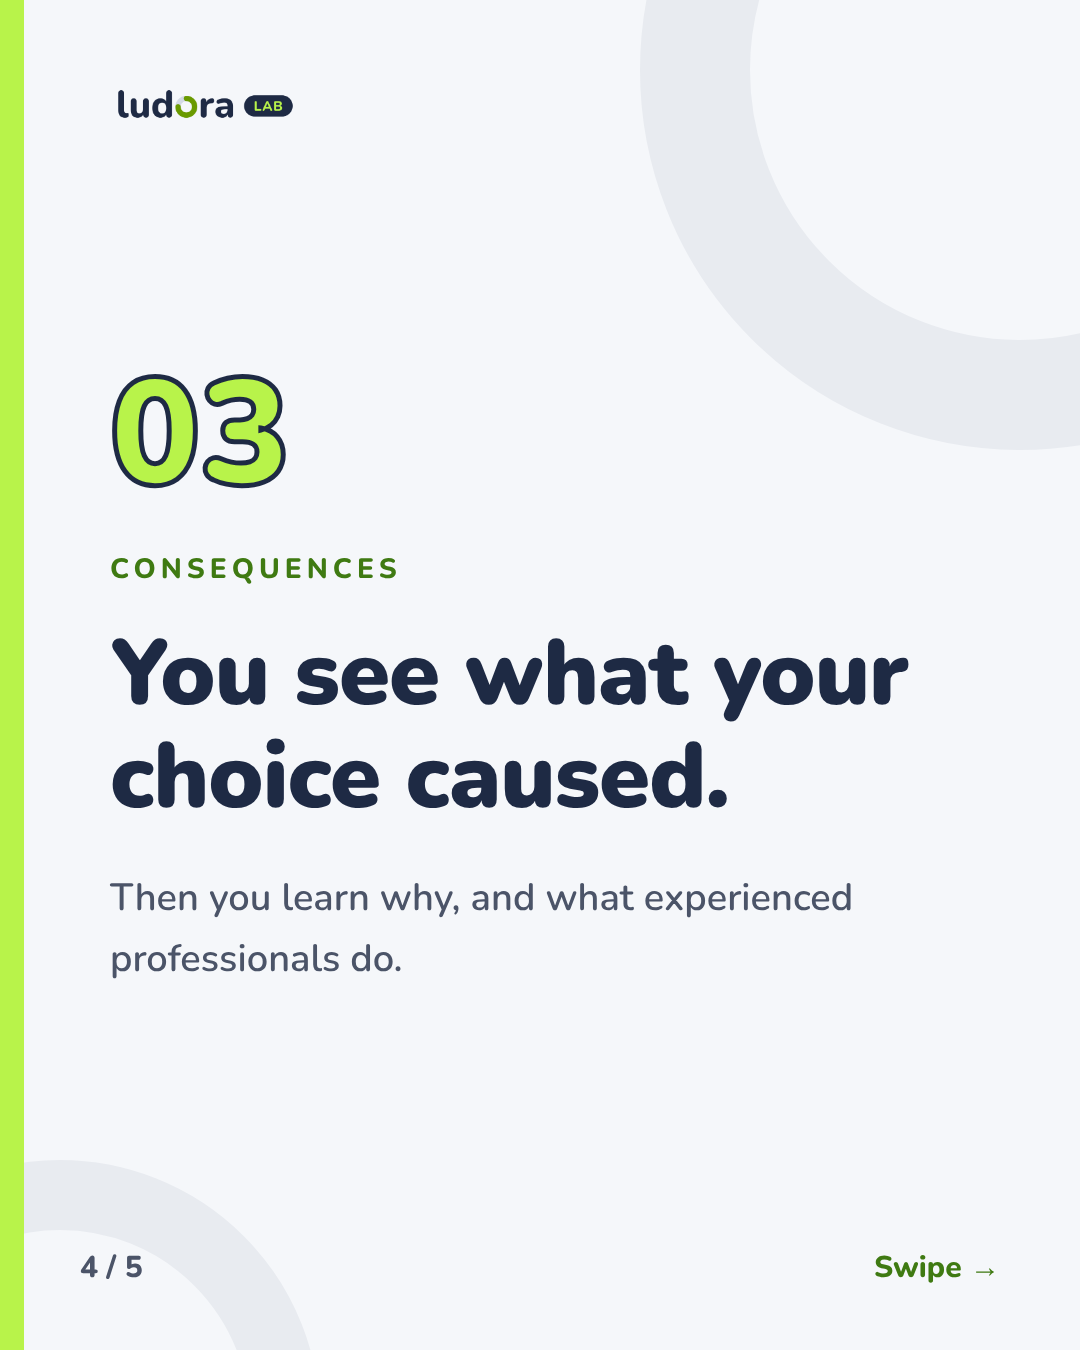 ludora LAB
03
CONSEQUENCES
You see what your
choice caused.
Then you learn why, and what experienced
professionals do.
4 / 5
Swipe →